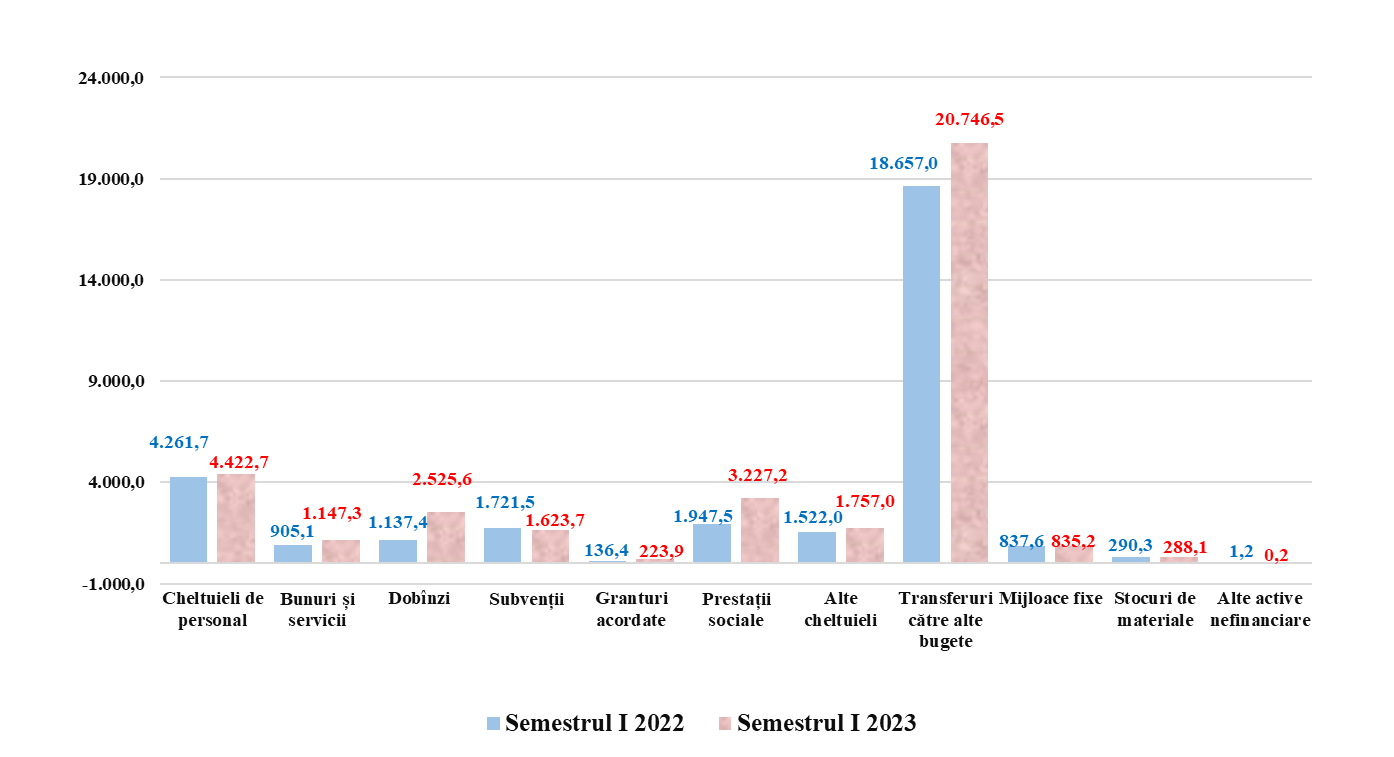 24.000,0
19.000,0
14.000,0
9.000,0
4.000,0
-1.000,0
4.261,7
4.422,7
905,1
1.147,3
1.137,4
2.525,6
1.721,5
1.623,7
136,4
223,9
1.947,5
3.227,2
1.522,0
1.757,0
18.657,0
20.746,5
837,6
835,2
290,3
288,1
1,2
0,2
Cheltuieli de
personal
Bunuri și
servicii
Dobînzi
Subvenții
Granturi
acordate
Prestații
sociale
Alte
cheltuieli
Transferuri
către alte
bugete
Mijloace fixe
Stocuri de
materiale
Alte active
nefinanciare
Semestrul I 2022
Semestrul I 2023